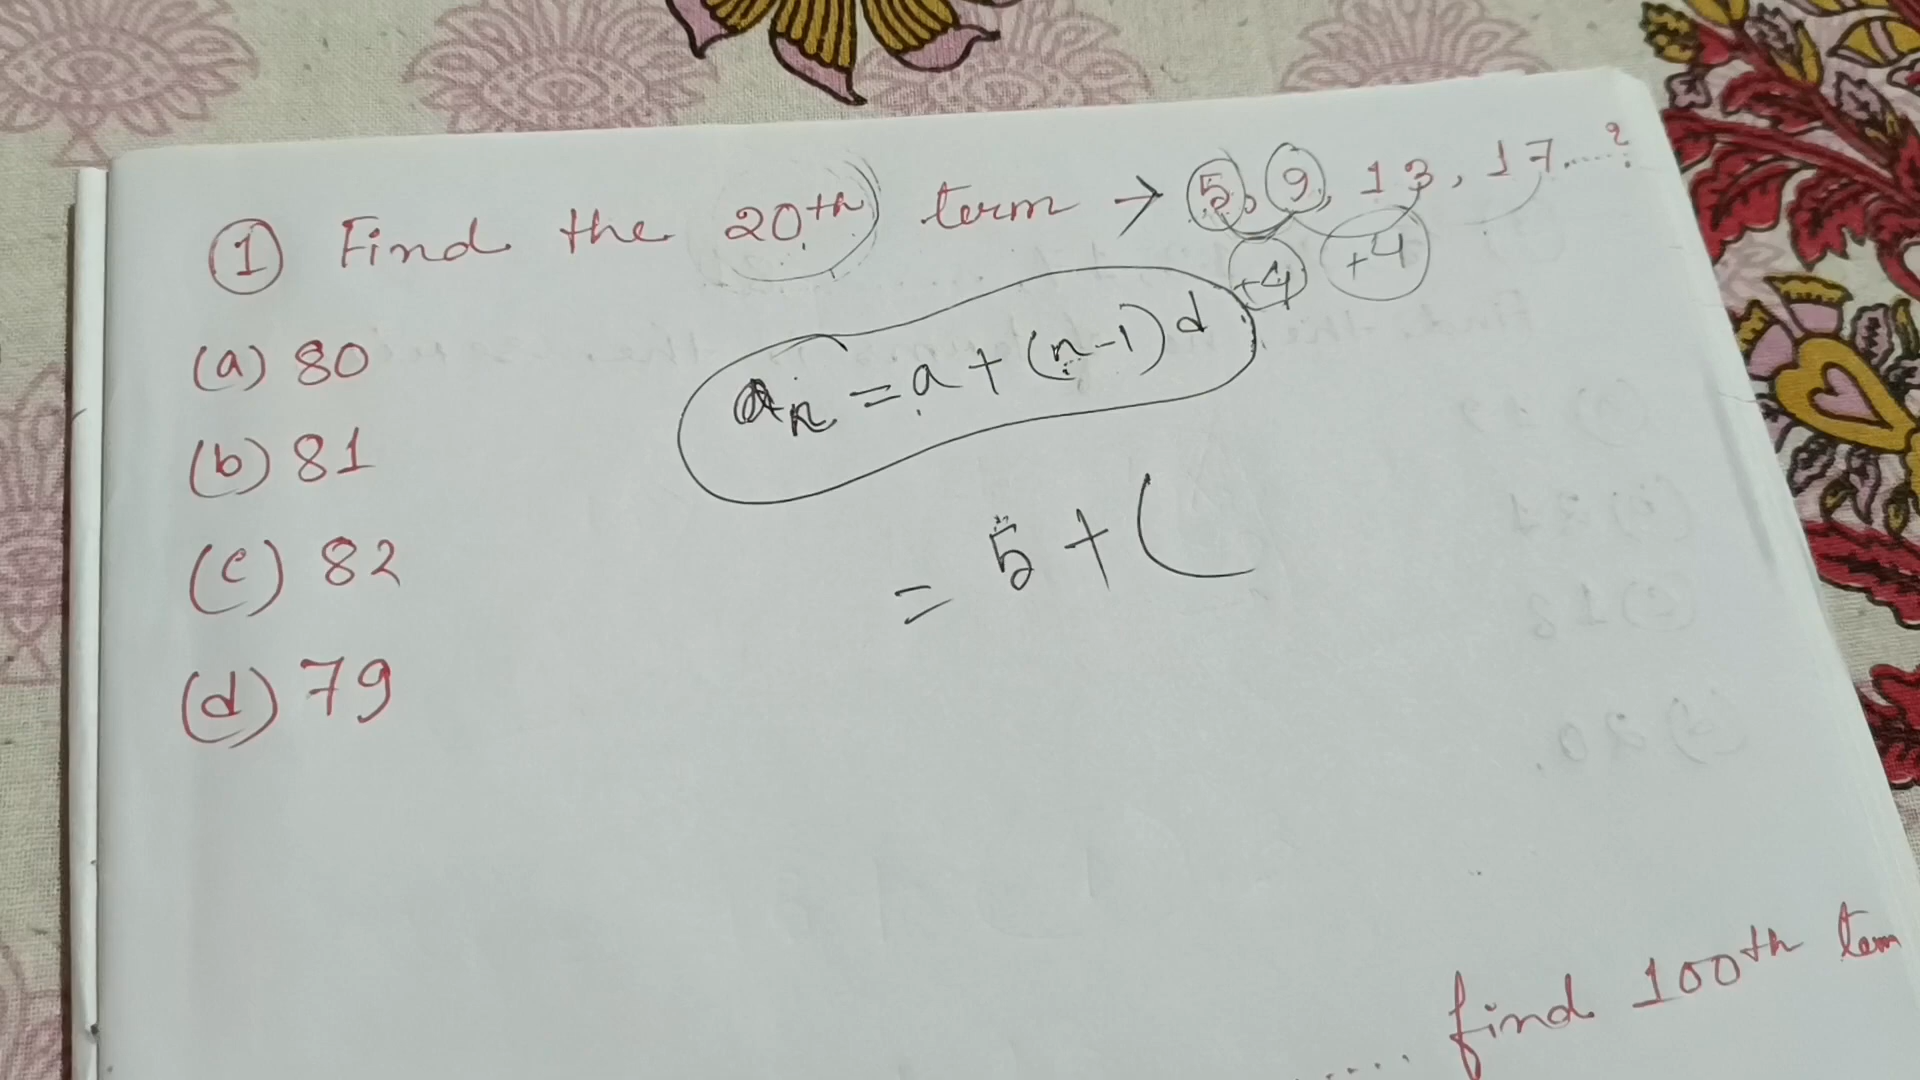 ① Find the 20th term → 5, 9, 13, 17.....?
+4 +4
(a) 80
aₙ = a + (n-1) d
(b) 81
= 5 + (
(c) 82
(d) 79
..... find 100th term